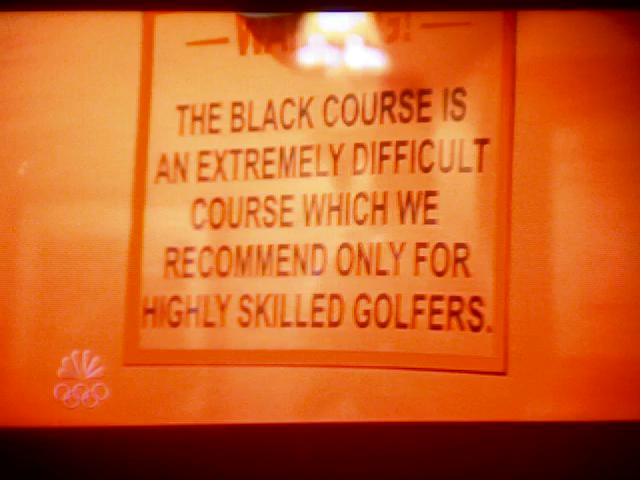 THE BLACK COURSE IS
AN EXTREMELY DIFFICULT
COURSE WHICH WE
RECOMMEND ONLY FOR
HIGHLY SKILLED GOLFERS.